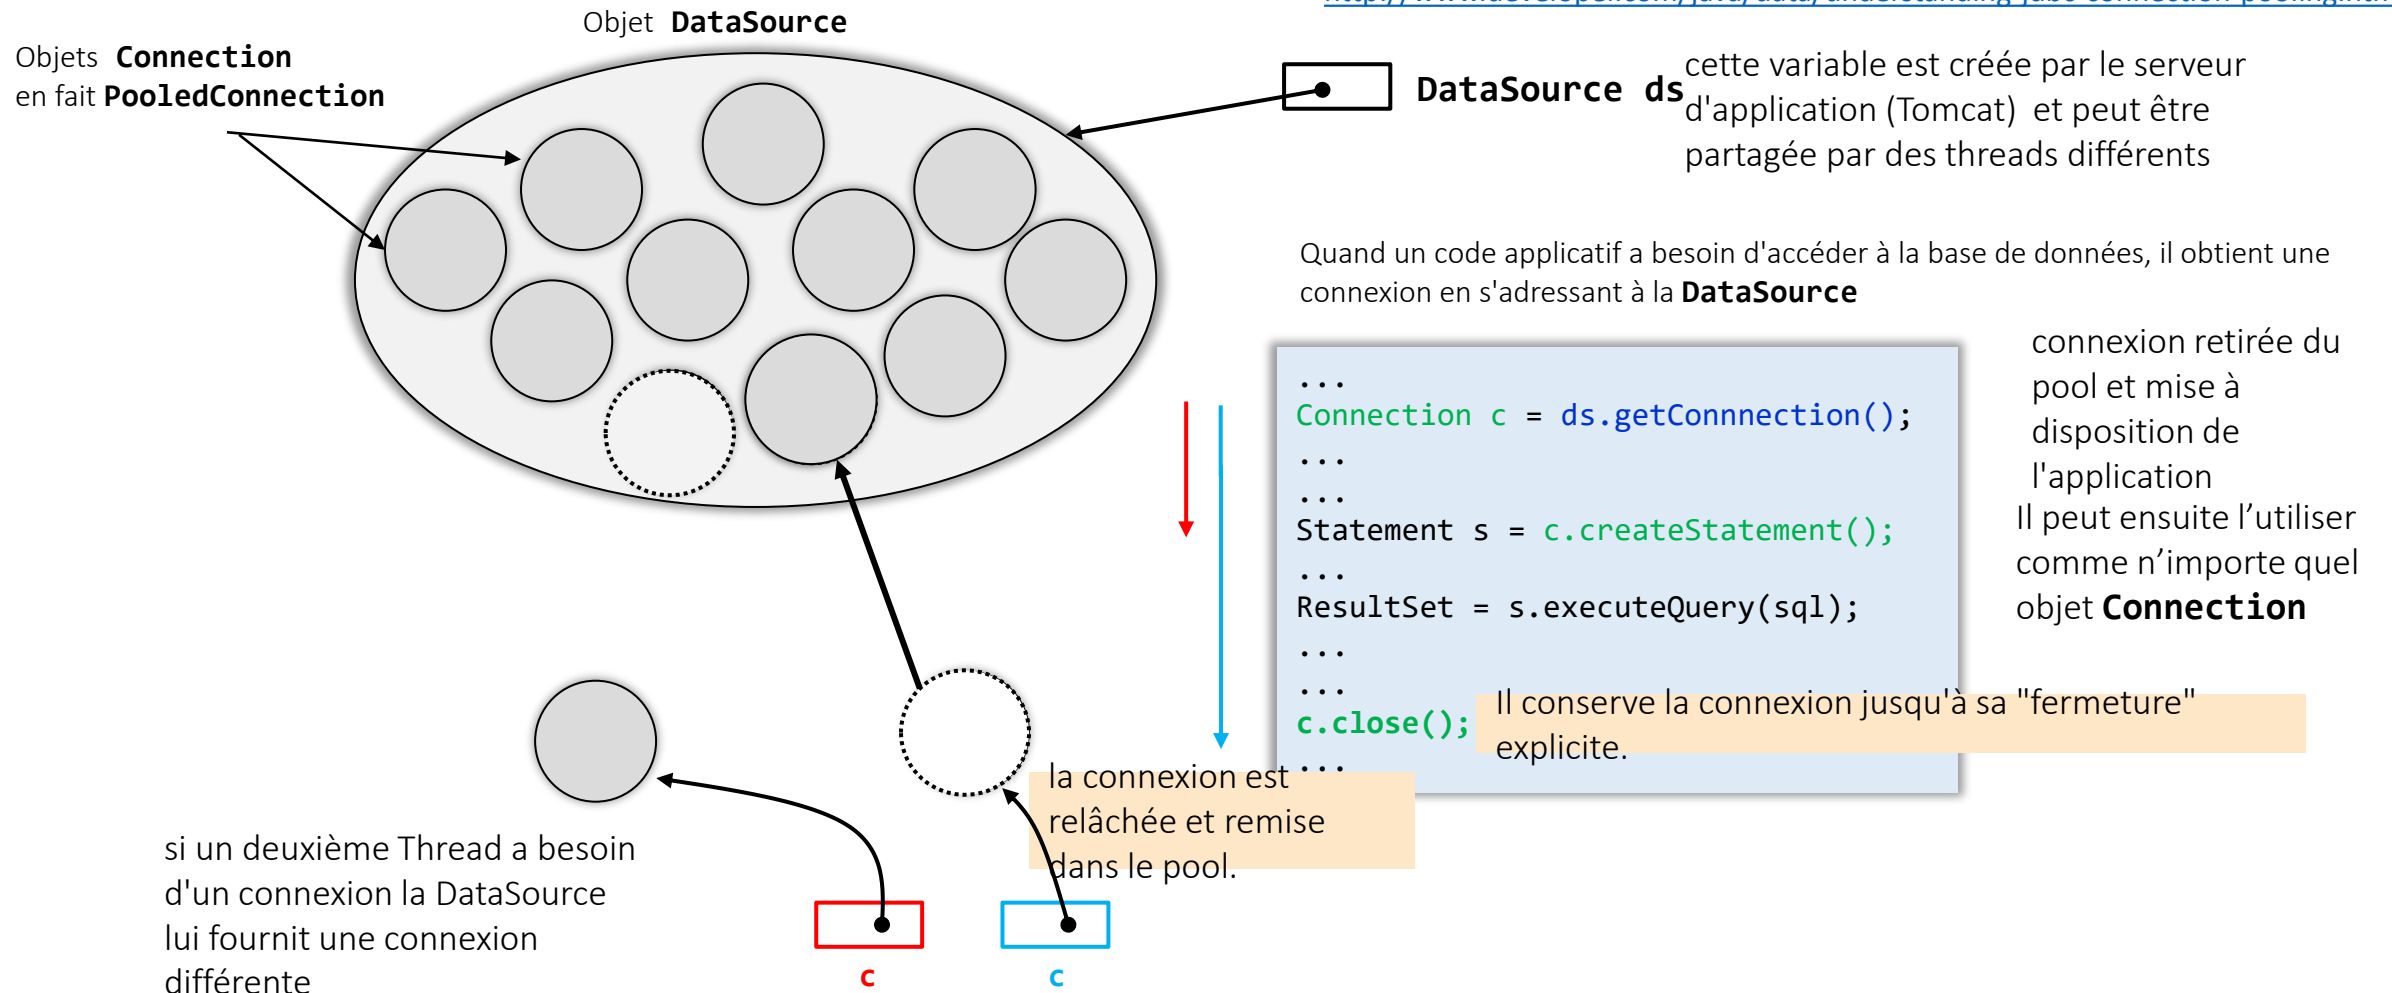 Objet DataSource
Objets Connection
en fait PooledConnection
DataSource ds
cette variable est créée par le serveur
d'application (Tomcat) et peut être
partagée par des threads différents
Quand un code applicatif a besoin d'accéder à la base de données, il obtient une
connexion en s'adressant à la DataSource
...
Connection c = ds.getConnnection();
...
...
Statement s = c.createStatement();
...
ResultSet = s.executeQuery(sql);
...
...
c.close();
...
connexion retirée du
pool et mise à
disposition de
l'application
Il peut ensuite l’utiliser
comme n’importe quel
objet Connection
Il conserve la connexion jusqu'à sa "fermeture"
explicite.
la connexion est
relâchée et remise
dans le pool.
si un deuxième Thread a besoin
d'un connexion la DataSource
lui fournit une connexion
différente
c
c